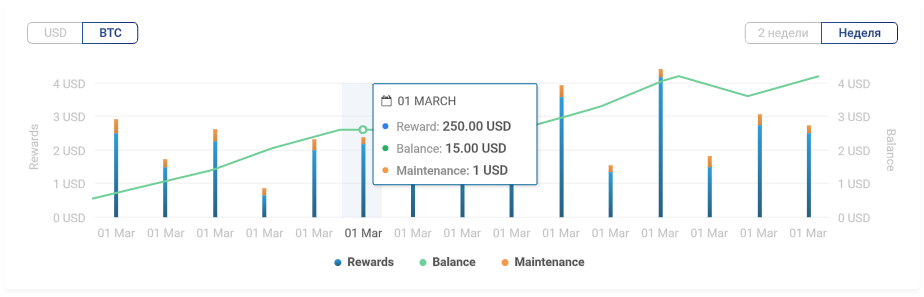 USD BTC
2 недели Неделя
4 USD
3 USD
2 USD
1 USD
0 USD
Rewards
01 MARCH
Reward: 250.00 USD
Balance: 15.00 USD
Maintenance: 1 USD
4 USD
3 USD
2 USD
1 USD
0 USD
Balance
01 Mar 01 Mar 01 Mar 01 Mar 01 Mar 01 Mar 01 Mar 01 Mar 01 Mar 01 Mar 01 Mar 01 Mar 01 Mar 01 Mar 01 Mar
Rewards Balance Maintenance